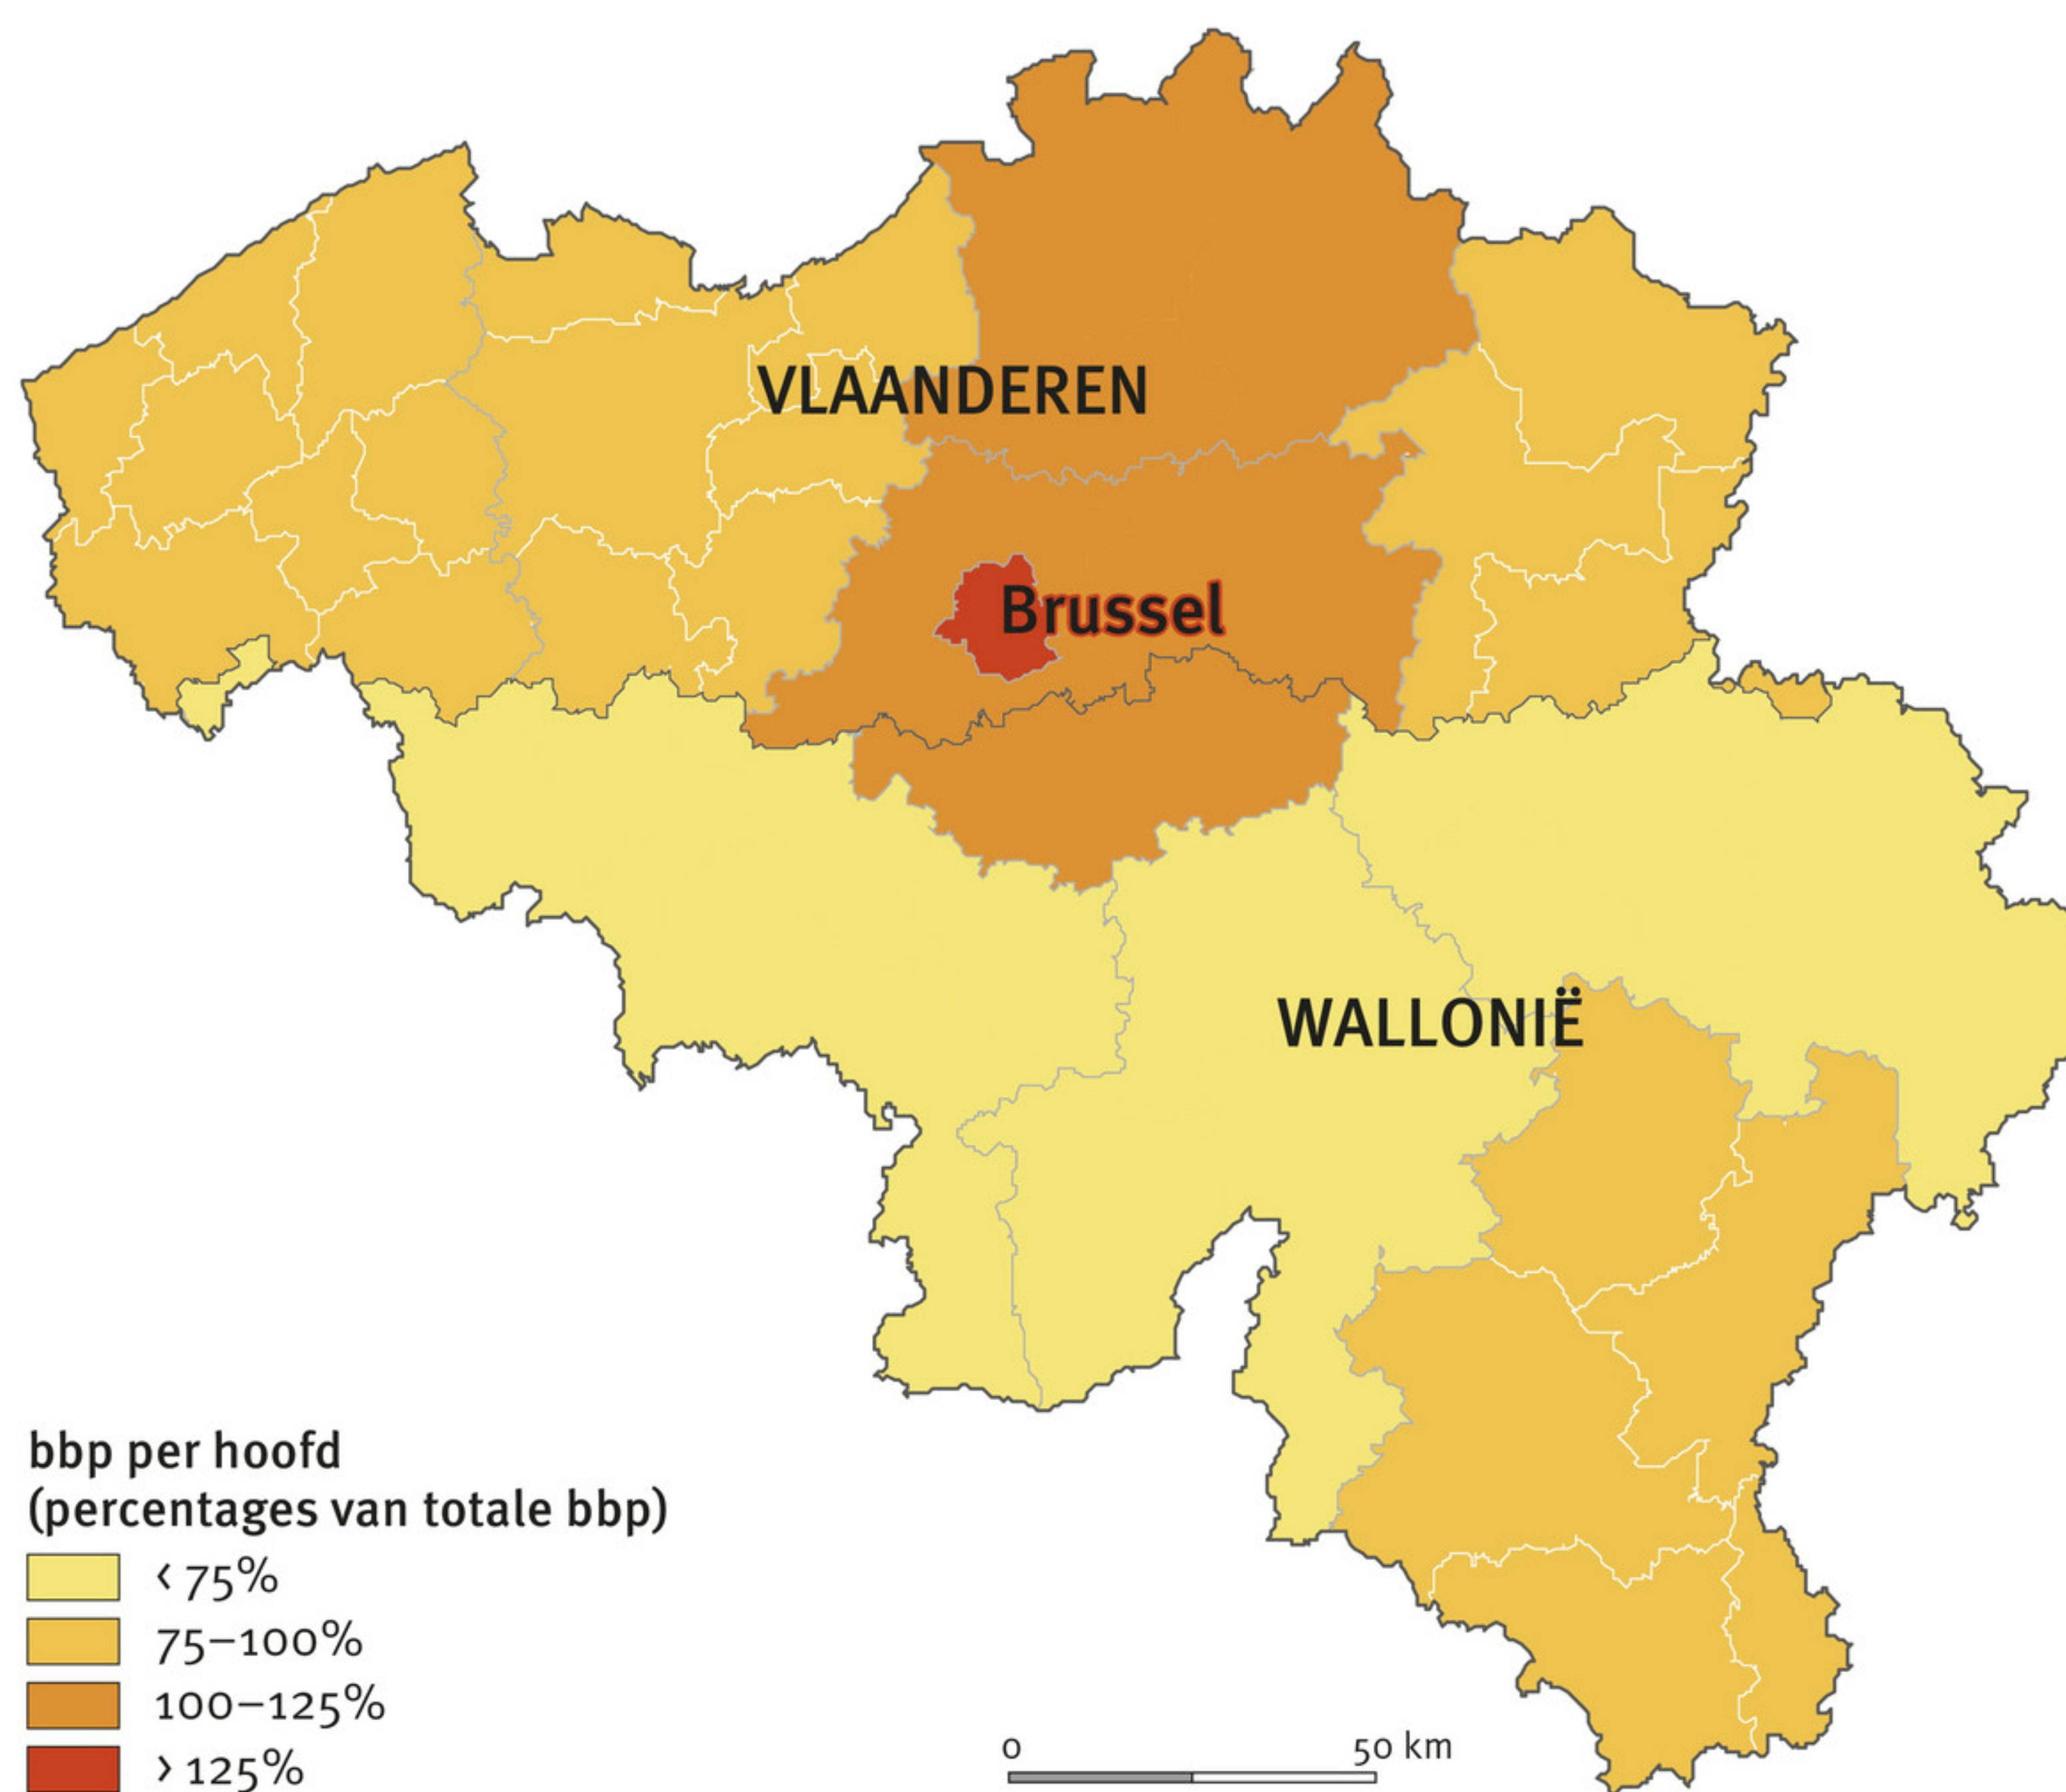 VLAANDEREN
Brussel
WALLONIË
bbp per hoofd
(percentages van totale bbp)
< 75%
75–100%
100–125%
> 125%
0 50 km